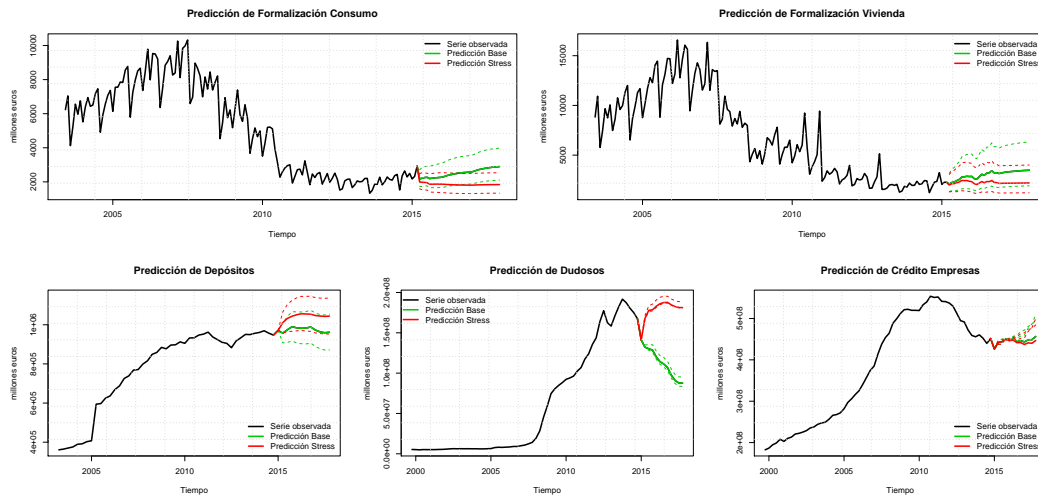 Predicción de Formalización Consumo
millones euros
2000 4000 6000 8000 10000
Serie observada
Predicción Base
Predicción Stress
2005 2010 2015
Tiempo
Predicción de Formalización Vivienda
millones euros
5000 10000 15000
Serie observada
Predicción Base
Predicción Stress
2005 2010 2015
Tiempo
Predicción de Depósitos
millones euros
4e+05 6e+05 8e+05 1e+06
Serie observada
Predicción Base
Predicción Stress
2005 2010 2015
Tiempo
Predicción de Dudosos
millones euros
0.0e+00 5.0e+07 1.0e+08 1.5e+08 2.0e+08
Serie observada
Predicción Base
Predicción Stress
2000 2005 2010 2015
Tiempo
Predicción de Crédito Empresas
millones euros
2e+08 3e+08 4e+08 5e+08
Serie observada
Predicción Base
Predicción Stress
2000 2005 2010 2015
Tiempo